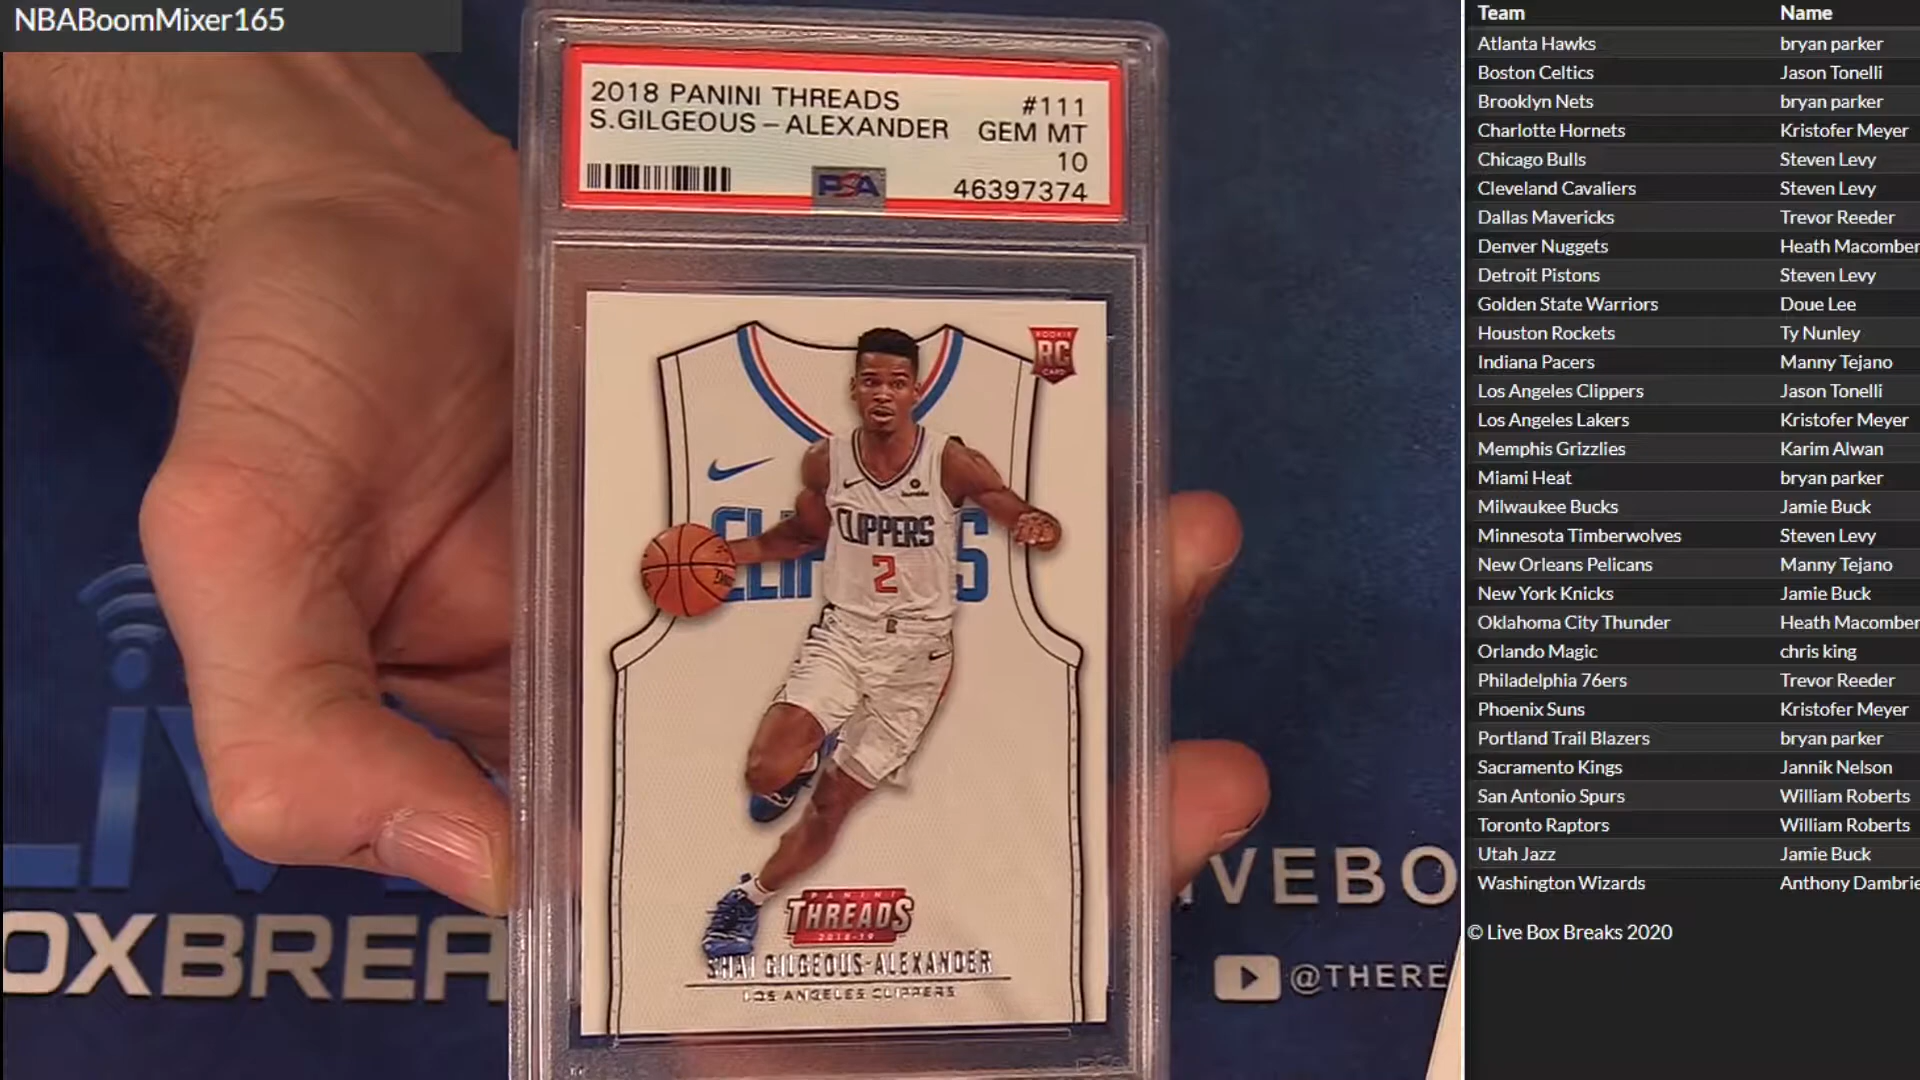 NBABoomMixer165
2018 PANINI THREADS #111
S.GILGEOUS-ALEXANDER GEM MT
10
PSA 46397374
ROOKIE
RC
CARD
CLIPPERS
2
PANINI
THREADS
2018-19
SHAI GILGEOUS-ALEXANDER
LOS ANGELES CLIPPERS
OXBREA
IVEBO
@THERE
Team Name
Atlanta Hawks bryan parker
Boston Celtics Jason Tonelli
Brooklyn Nets bryan parker
Charlotte Hornets Kristofer Meyer
Chicago Bulls Steven Levy
Cleveland Cavaliers Steven Levy
Dallas Mavericks Trevor Reeder
Denver Nuggets Heath Macomber
Detroit Pistons Steven Levy
Golden State Warriors Doue Lee
Houston Rockets Ty Nunley
Indiana Pacers Manny Tejano
Los Angeles Clippers Jason Tonelli
Los Angeles Lakers Kristofer Meyer
Memphis Grizzlies Karim Alwan
Miami Heat bryan parker
Milwaukee Bucks Jamie Buck
Minnesota Timberwolves Steven Levy
New Orleans Pelicans Manny Tejano
New York Knicks Jamie Buck
Oklahoma City Thunder Heath Macomber
Orlando Magic chris king
Philadelphia 76ers Trevor Reeder
Phoenix Suns Kristofer Meyer
Portland Trail Blazers bryan parker
Sacramento Kings Jannik Nelson
San Antonio Spurs William Roberts
Toronto Raptors William Roberts
Utah Jazz Jamie Buck
Washington Wizards Anthony Dambrie
© Live Box Breaks 2020